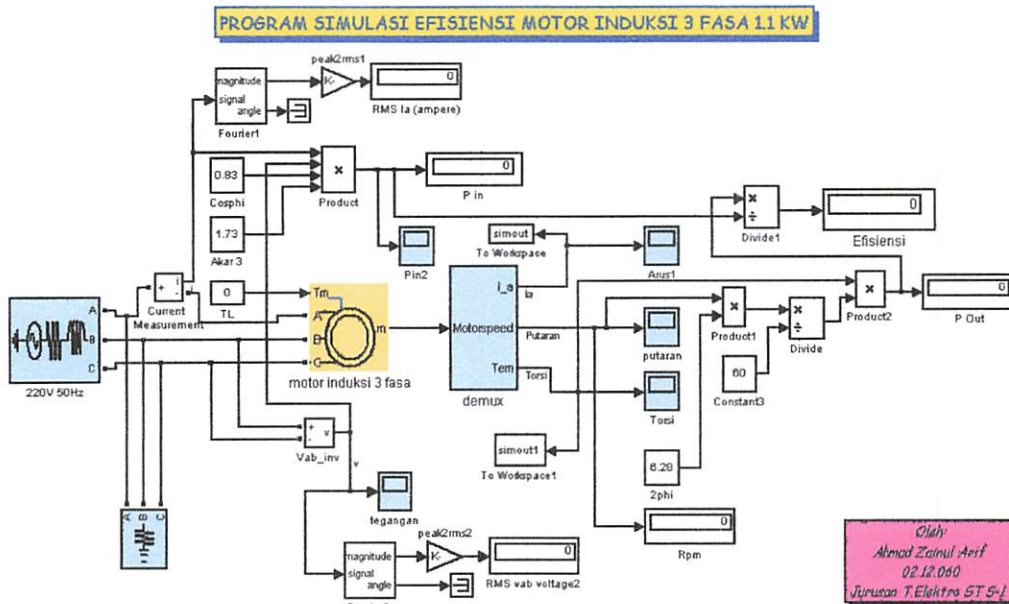 PROGRAM SIMULASI EFISIENSI MOTOR INDUKSI 3 FASA 1.1 KW
peak2rms1
magnitude
signal
angle
K-
0
Fourier1
RMS Ia (ampere)
0.83
Cosphi
×
Product
0
P in
1.73
Akar 3
Pin2
simout
To Workspace
Arus1
×
÷
Divide1
0
Efisiensi
+
-
i
Current
Measurement
0
TL
Tm
A
B
C
m
motor induksi 3 fasa
A
B
C
220V 50Hz
i_a
Ia
Motorspeed
Putaran
Tem
Torsi
demux
putaran
Torsi
×
Product1
×
÷
Divide
×
Product2
0
P Out
60
Constant3
+
-
v
Vab_inv
v
simout1
To Workspace1
6.28
2phi
0
Rpm
tegangan
A
B
C
magnitude
signal
angle
peak2rms2
K-
0
RMS vab voltage2
Oleh:
Ahmad Zainul Arif
02.12.060
Jurusan T.Elektro ST S-1